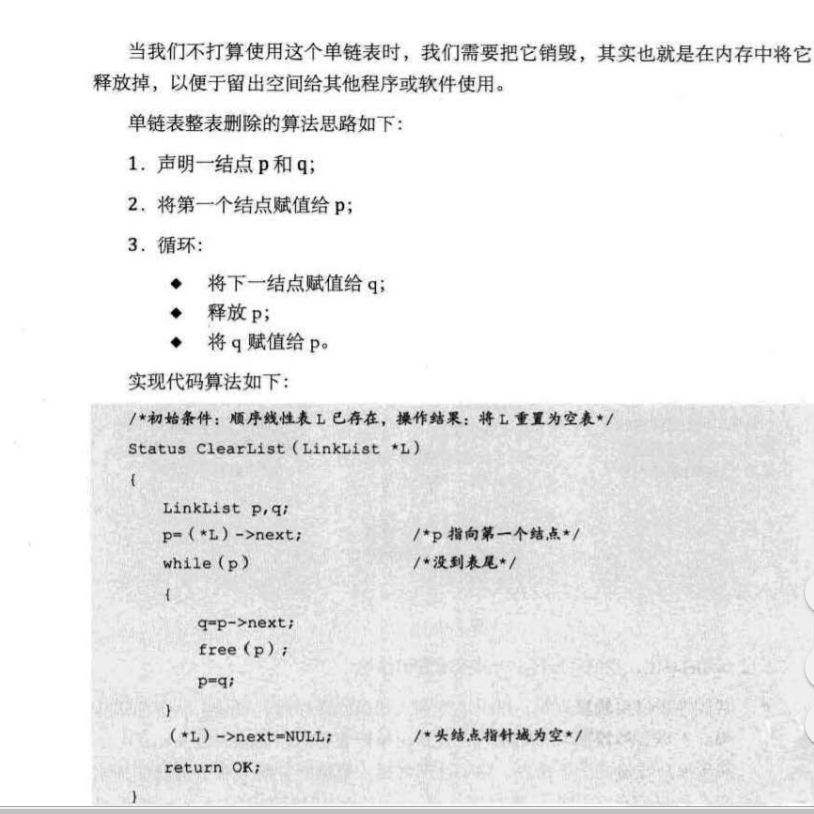 当我们不打算使用这个单链表时，我们需要把它销毁，其实也就是在内存中将它
释放掉，以便于留出空间给其他程序或软件使用。
单链表整表删除的算法思路如下：
1. 声明一结点 p 和 q；
2. 将第一个结点赋值给 p；
3. 循环：
◆ 将下一结点赋值给 q；
◆ 释放 p；
◆ 将 q 赋值给 p。
实现代码算法如下：
/*初始条件：顺序线性表 L 已存在，操作结果：将 L 重置为空表*/
Status ClearList(LinkList *L)
{
LinkList p,q;
p=(*L)->next; /*p 指向第一个结点*/
while(p) /*没到表尾*/
{
q=p->next;
free(p);
p=q;
}
(*L)->next=NULL; /*头结点指针域为空*/
return OK;
}